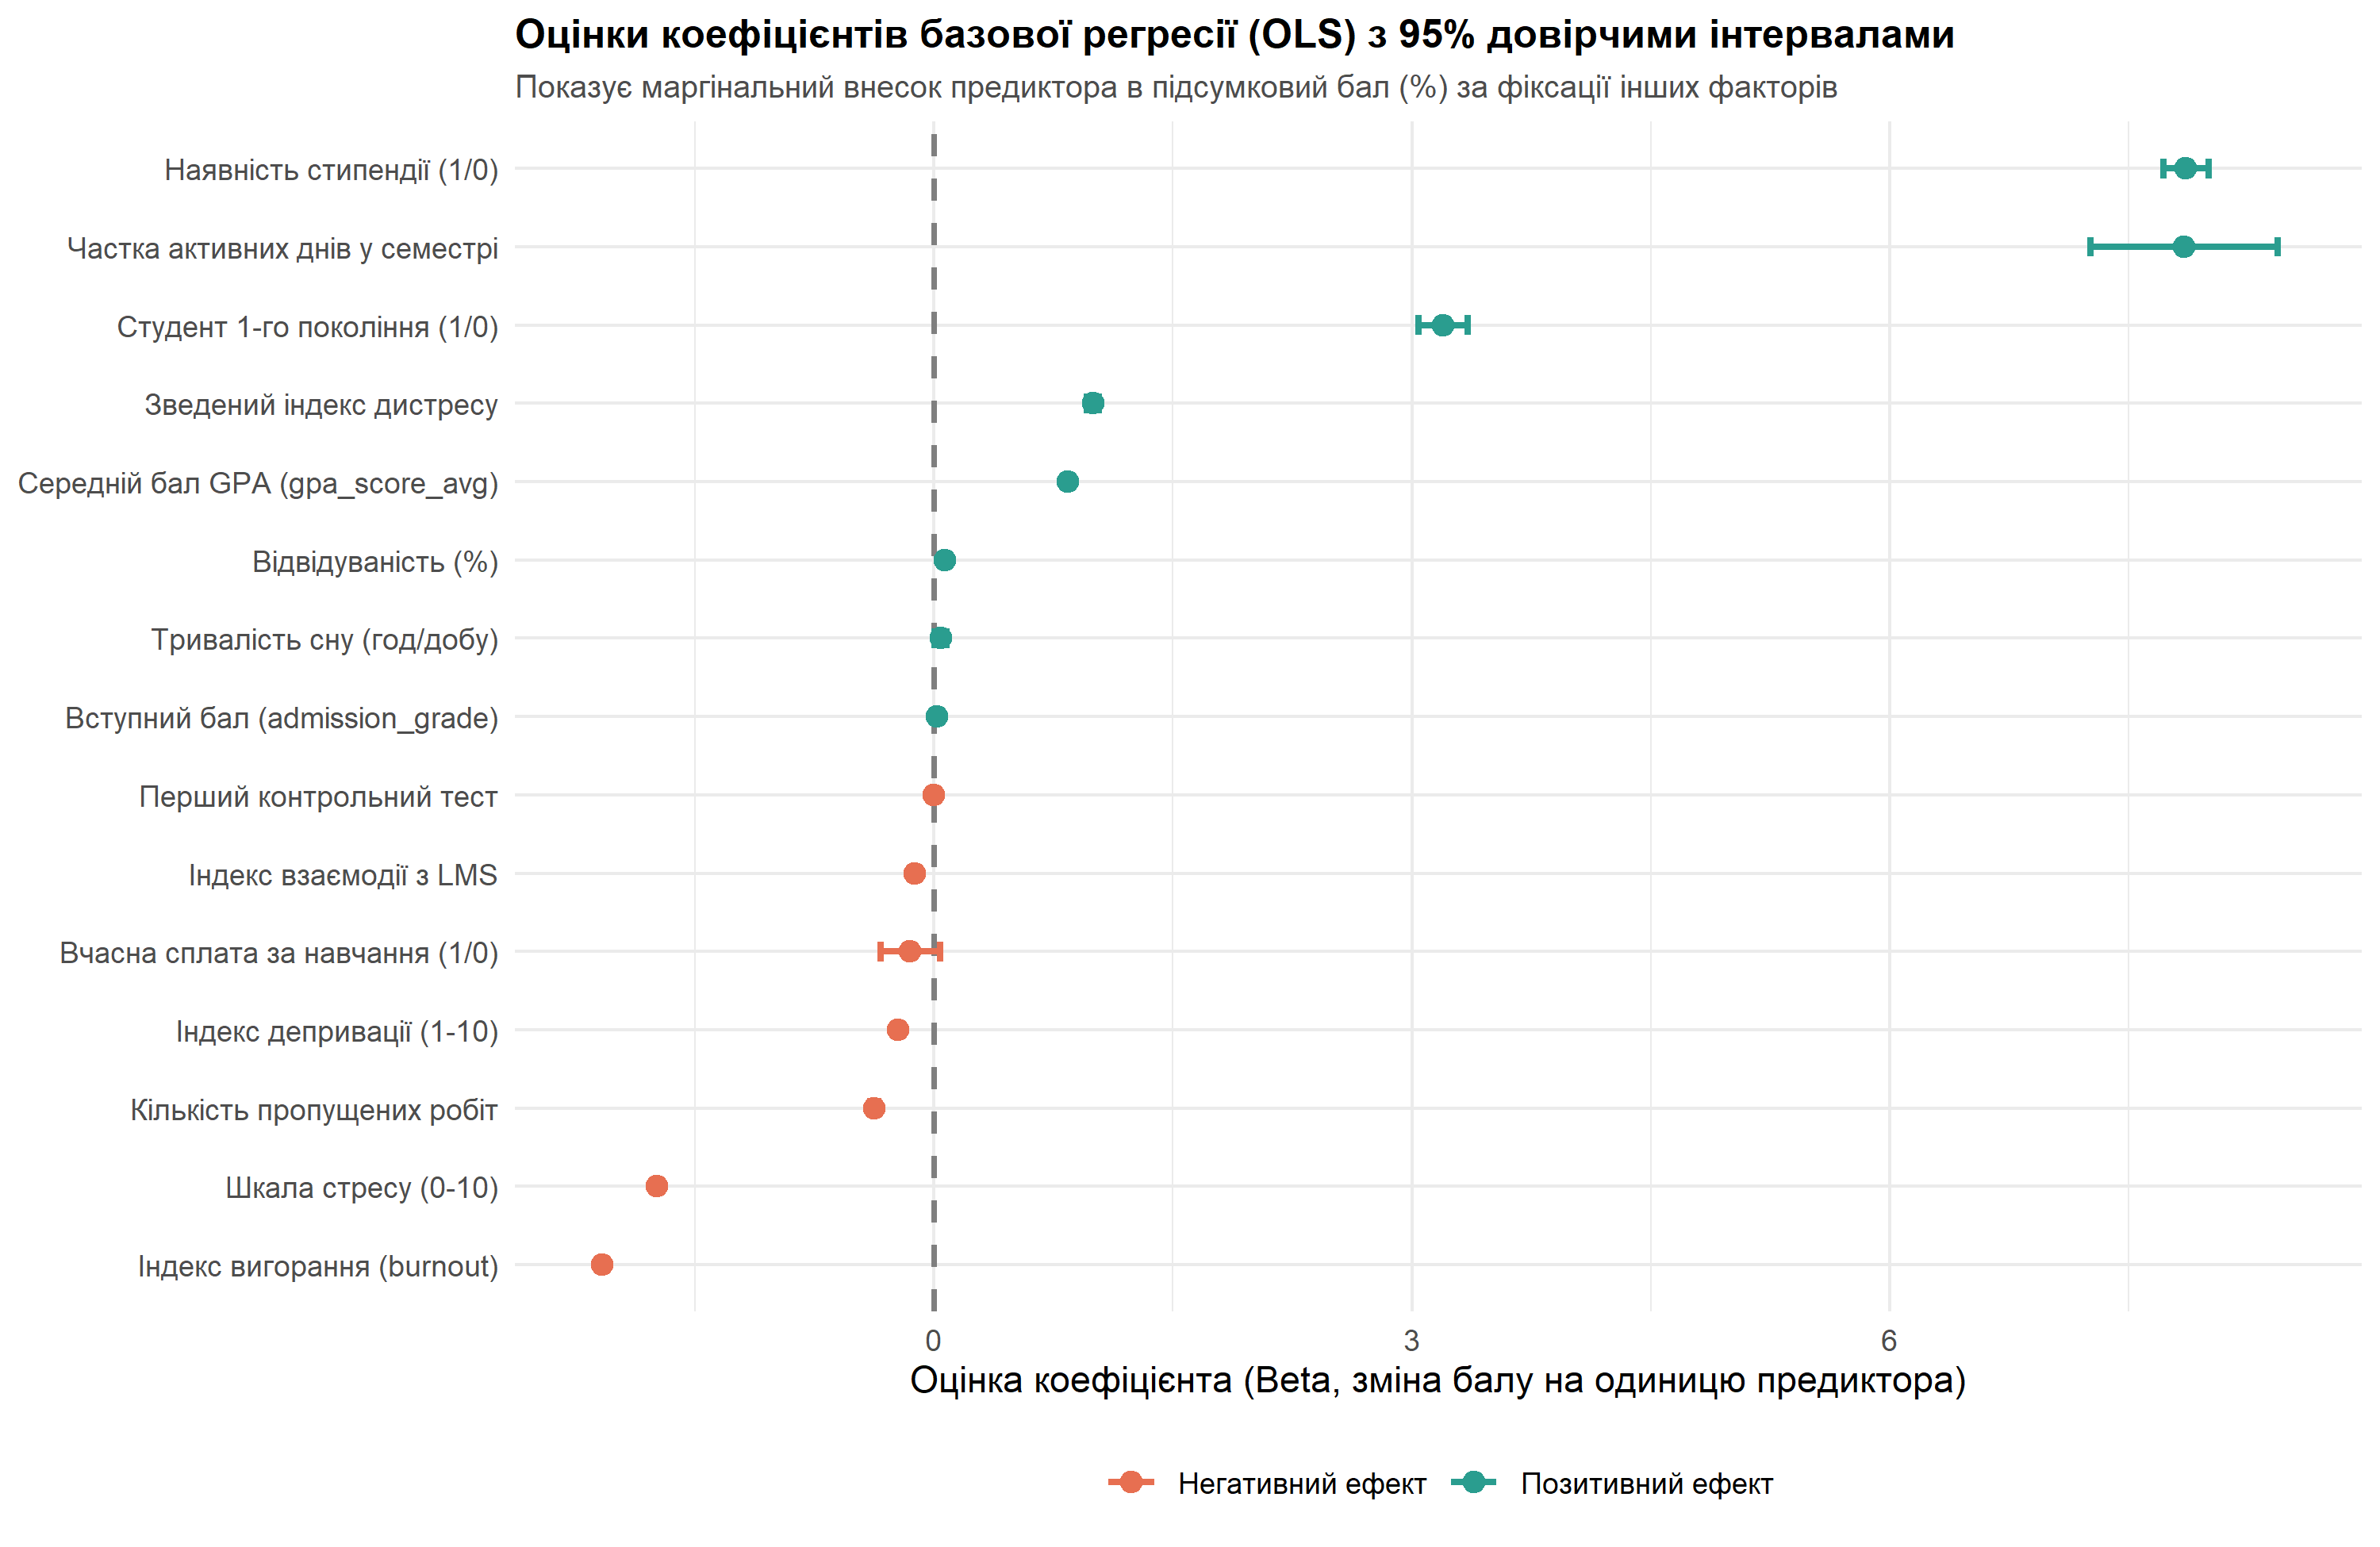 Оцінки коефіцієнтів базової регресії (OLS) з 95% довірчими інтервалами
Показує маргінальний внесок предиктора в підсумковий бал (%) за фіксації інших факторів
Наявність стипендії (1/0)
Частка активних днів у семестрі
Студент 1-го покоління (1/0)
Зведений індекс дистресу
Середній бал GPA (gpa_score_avg)
Відвідуваність (%)
Тривалість сну (год/добу)
Вступний бал (admission_grade)
Перший контрольний тест
Індекс взаємодії з LMS
Вчасна сплата за навчання (1/0)
Індекс депривації (1-10)
Кількість пропущених робіт
Шкала стресу (0-10)
Індекс вигорання (burnout)
0 3 6
Оцінка коефіцієнта (Beta, зміна балу на одиницю предиктора)
Негативний ефект Позитивний ефект